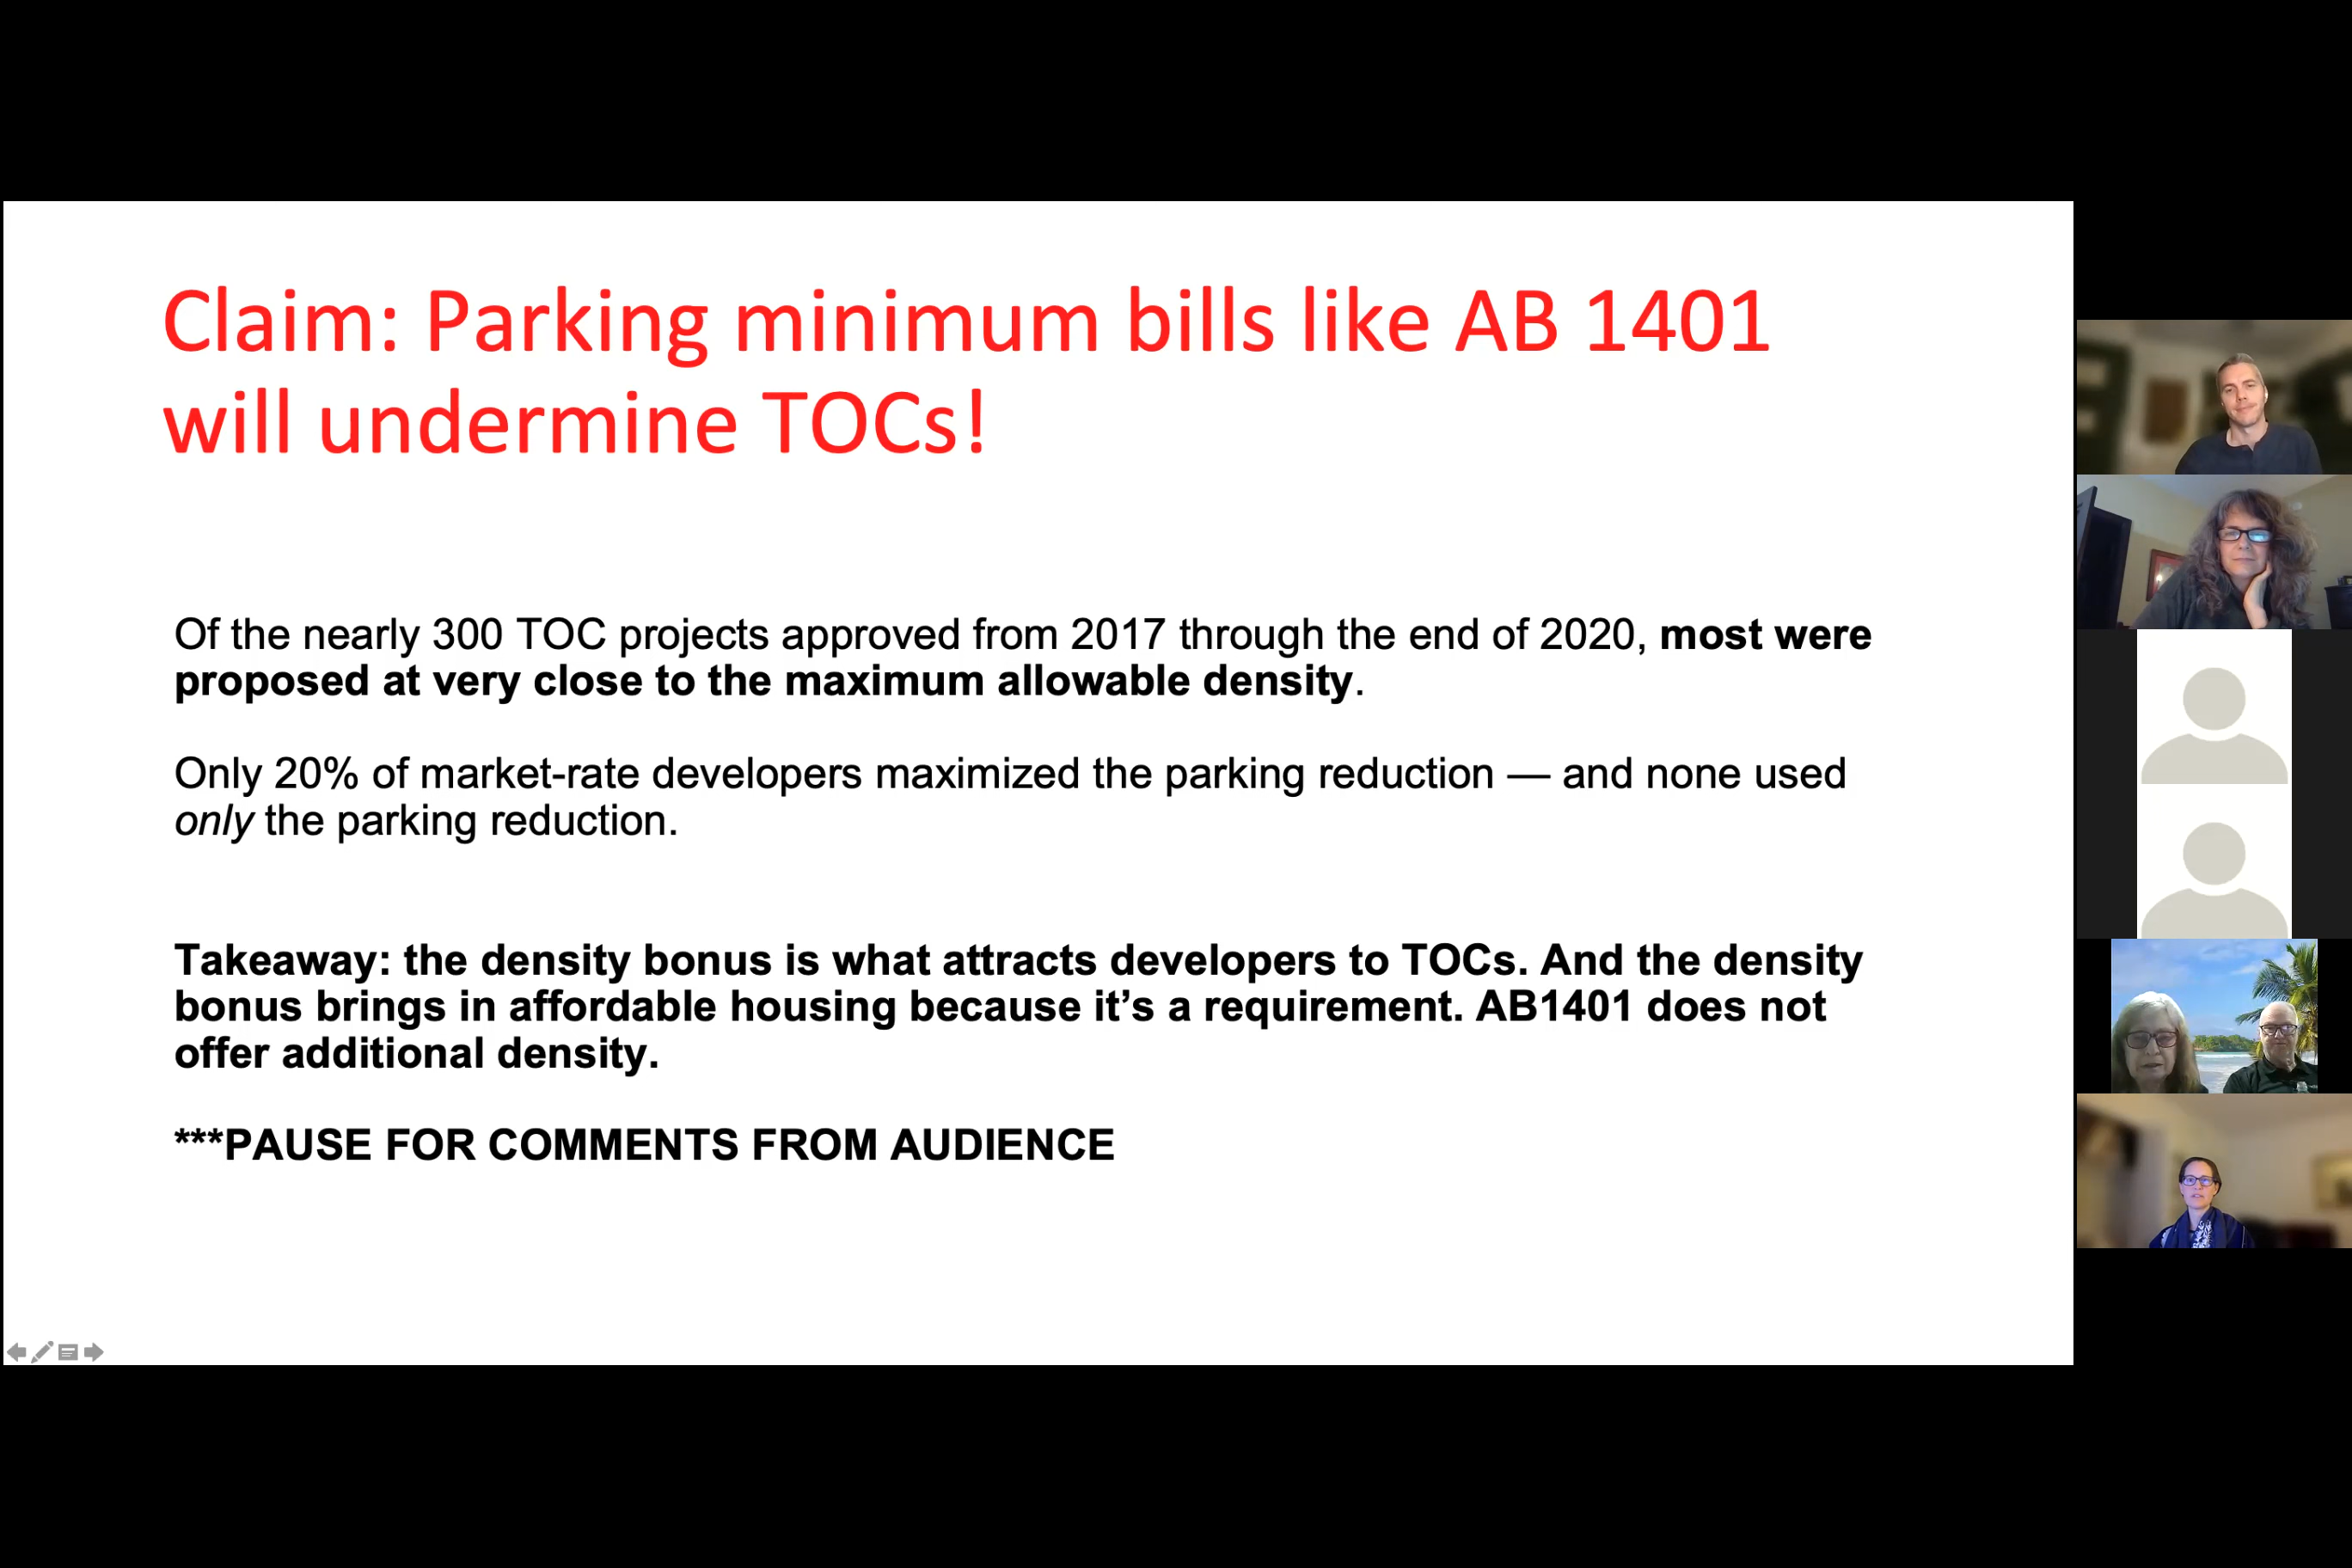 Claim: Parking minimum bills like AB 1401
will undermine TOCs!
Of the nearly 300 TOC projects approved from 2017 through the end of 2020, most were
proposed at very close to the maximum allowable density.
Only 20% of market-rate developers maximized the parking reduction — and none used
only the parking reduction.
Takeaway: the density bonus is what attracts developers to TOCs. And the density
bonus brings in affordable housing because it’s a requirement. AB1401 does not
offer additional density.
***PAUSE FOR COMMENTS FROM AUDIENCE